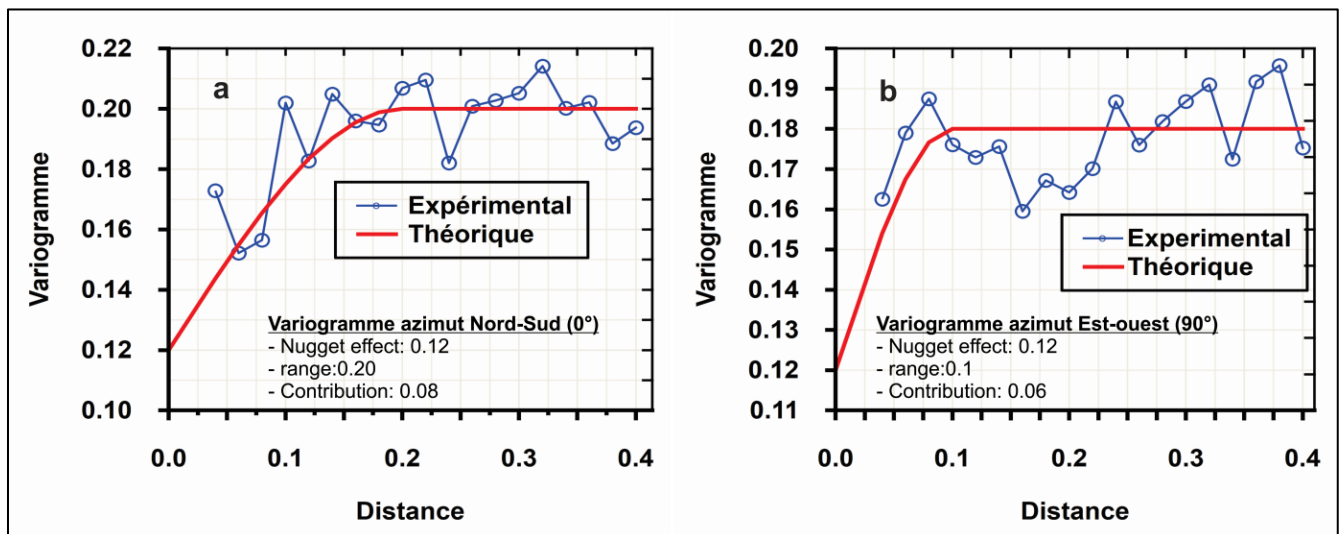 a
Variogramme
0.22
0.20
0.18
0.16
0.14
0.12
0.10
Expérimental
Théorique
Variogramme azimut Nord-Sud (0°)
- Nugget effect: 0.12
- range:0.20
- Contribution: 0.08
0.0 0.1 0.2 0.3 0.4
Distance
b
Variogramme
0.20
0.19
0.18
0.17
0.16
0.15
0.14
0.13
0.12
0.11
Experimental
Théorique
Variogramme azimut Est-ouest (90°)
- Nugget effect: 0.12
- range:0.1
- Contribution: 0.06
0.0 0.1 0.2 0.3 0.4
Distance